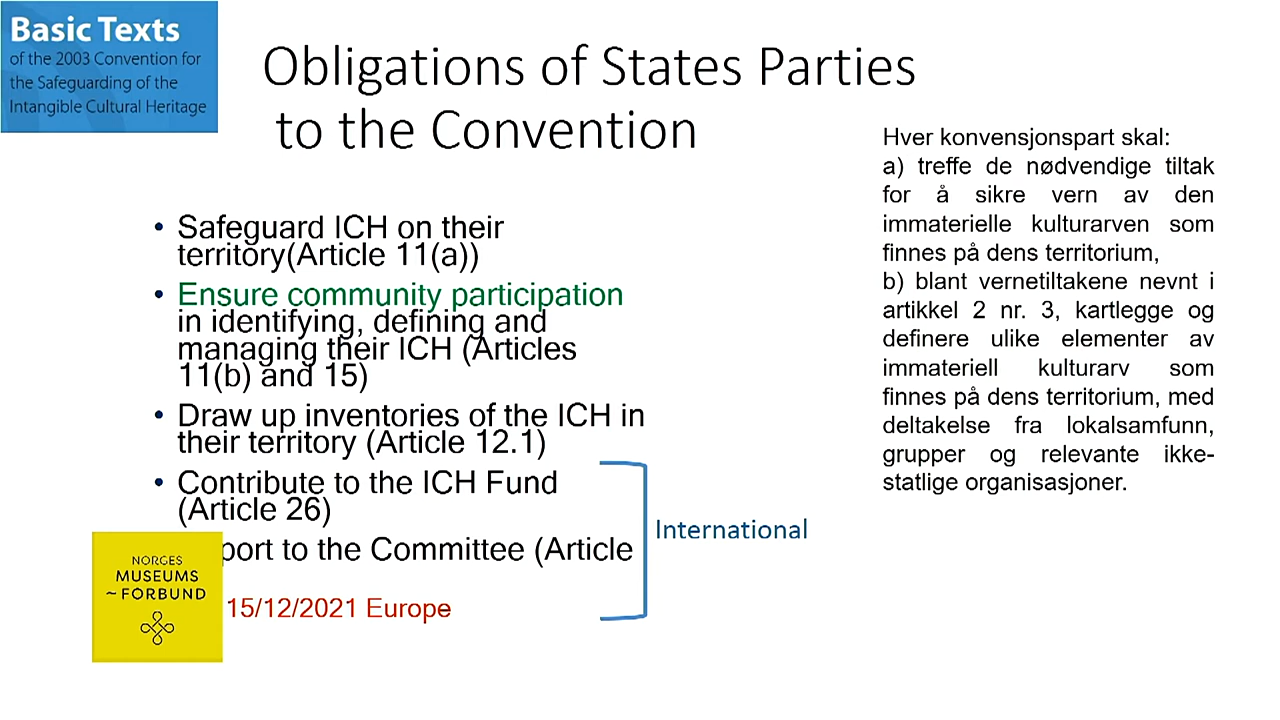 Basic Texts
of the 2003 Convention for
the Safeguarding of the
Intangible Cultural Heritage
Obligations of States Parties
to the Convention
• Safeguard ICH on their
territory(Article 11(a))
• Ensure community participation
in identifying, defining and
managing their ICH (Articles
11(b) and 15)
• Draw up inventories of the ICH in
their territory (Article 12.1)
• Contribute to the ICH Fund
(Article 26)
port to the Committee (Article
15/12/2021 Europe
International
NORGES
MUSEUMS
~FORBUND
Hver konvensjonspart skal:
a) treffe de nødvendige tiltak
for å sikre vern av den
immaterielle kulturarven som
finnes på dens territorium,
b) blant vernetiltakene nevnt i
artikkel 2 nr. 3, kartlegge og
definere ulike elementer av
immateriell kulturarv som
finnes på dens territorium, med
deltakelse fra lokalsamfunn,
grupper og relevante ikke-
statlige organisasjoner.